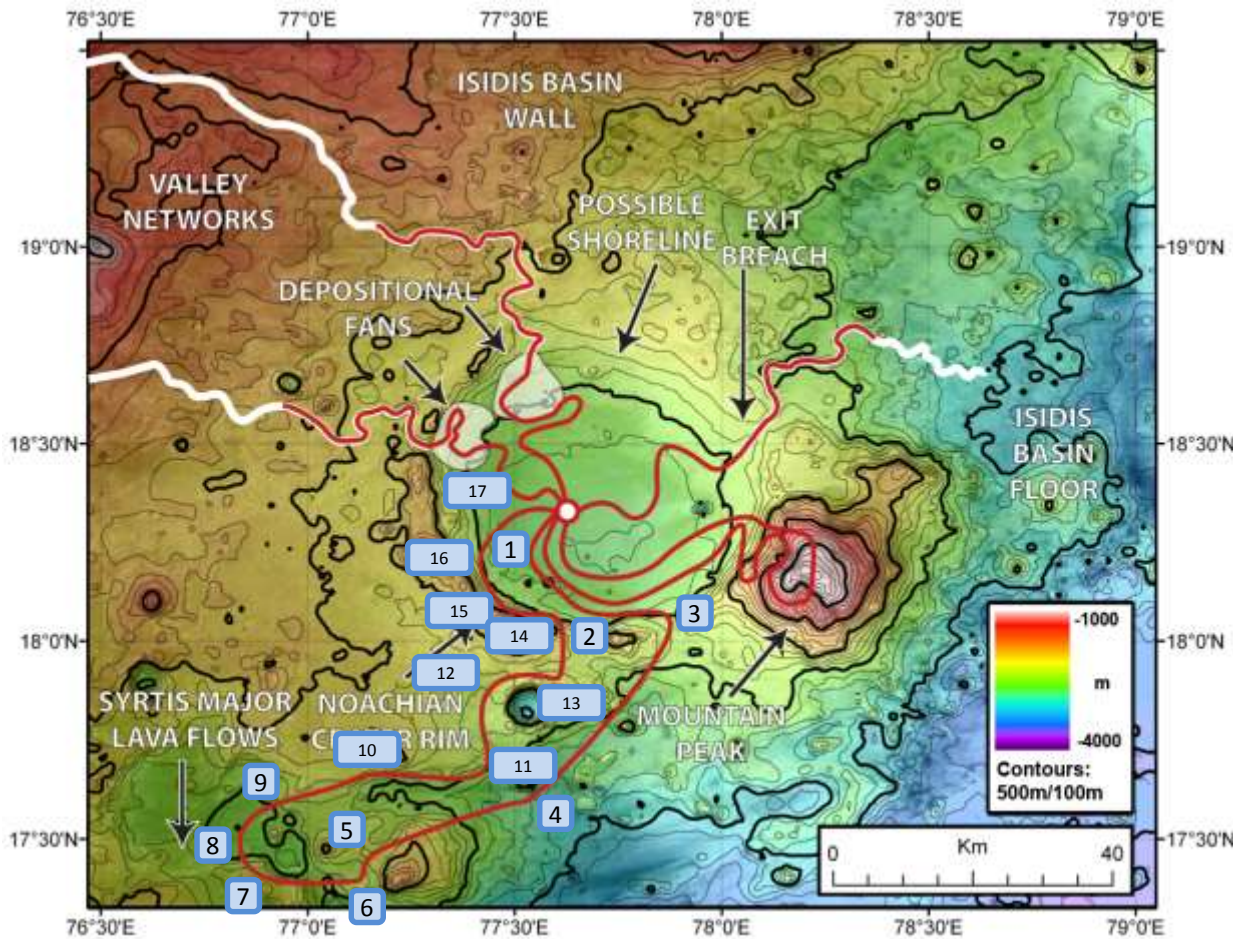 76°30'E 77°0'E 77°30'E 78°0'E 78°30'E 79°0'E
ISIDIS BASIN
WALL
VALLEY
NETWORKS
POSSIBLE
SHORELINE
EXIT
BREACH
19°0'N
19°0'N
DEPOSITIONAL
FANS
18°30'N
18°30'N
ISIDIS
BASIN
FLOOR
17
1
16
15
14
2
3
18°0'N
18°0'N
12
13
SYRTIS MAJOR
LAVA FLOWS
NOACHIAN
CRATER RIM
MOUNTAIN
PEAK
10
11
9
4
5
8
7
6
17°30'N
17°30'N
-1000
m
-4000
Contours:
500m/100m
0 Km 40
76°30'E 77°0'E 77°30'E 78°0'E 78°30'E 79°0'E